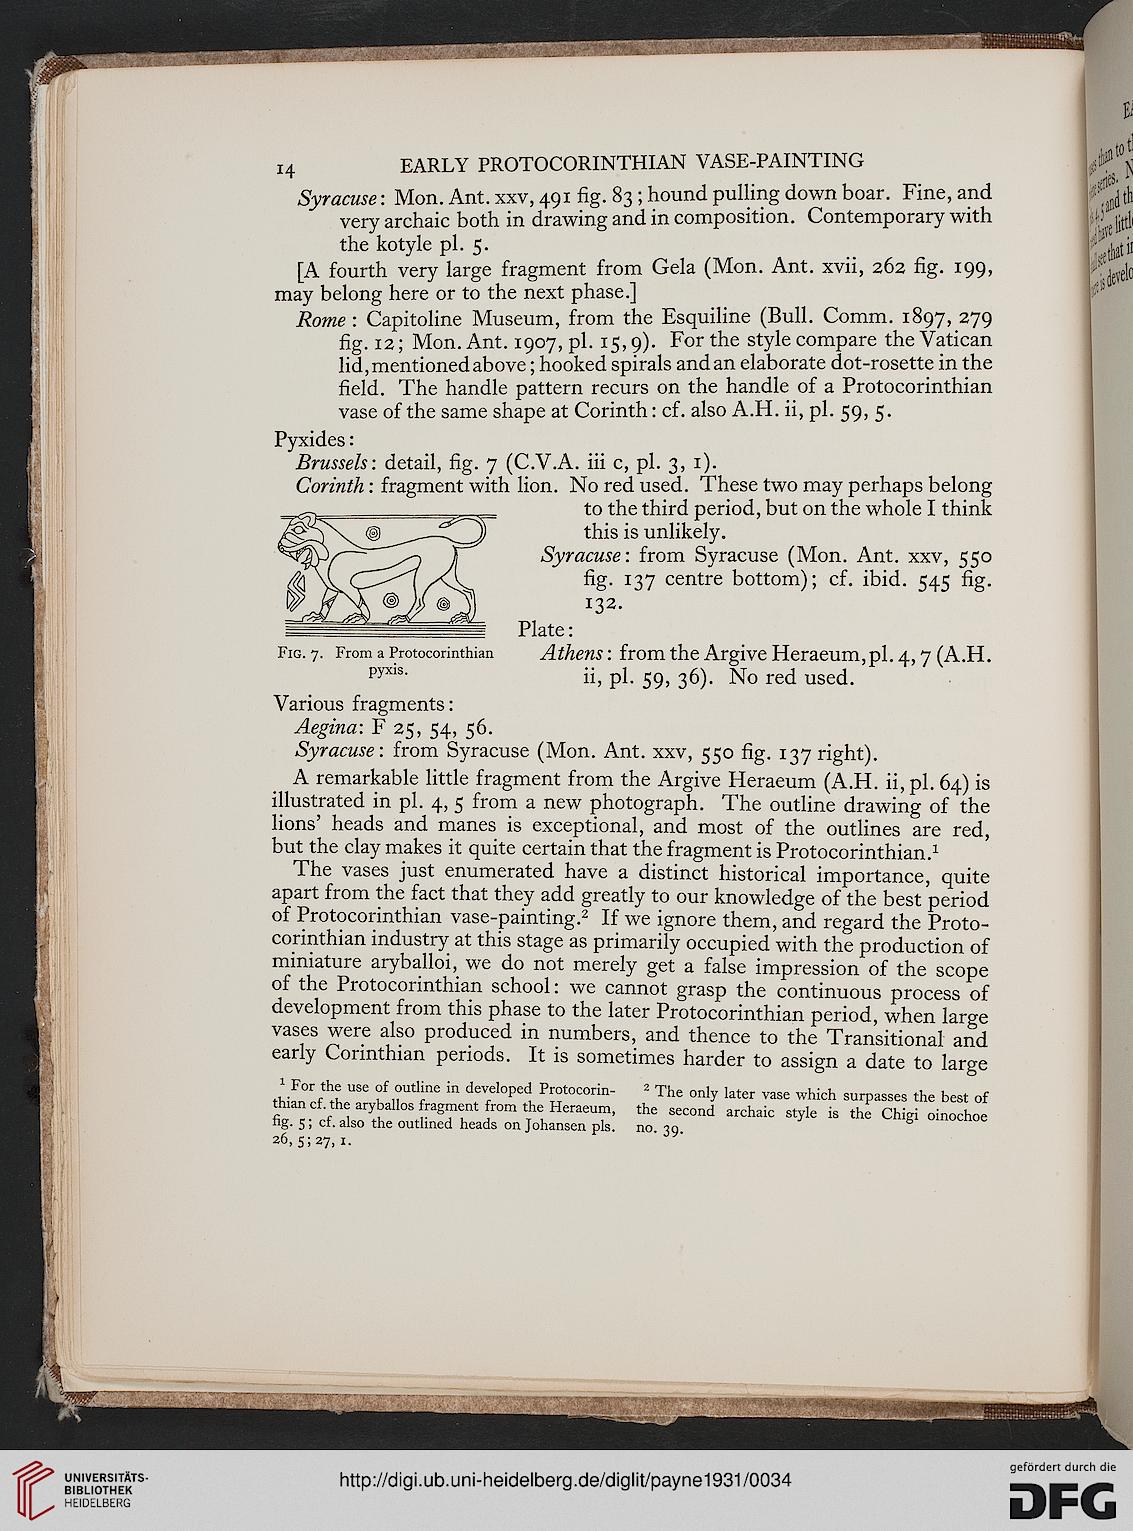 14 EARLY PROTOCORINTHIAN VASE-PAINTING
Syracuse: Mon. Ant. xxv, 491 fig. 83; hound pulling down boar. Fine, and
very archaic both in drawing and in composition. Contemporary with
the kotyle pl. 5.
[A fourth very large fragment from Gela (Mon. Ant. xvii, 262 fig. 199,
may belong here or to the next phase.]
Rome: Capitoline Museum, from the Esquiline (Bull. Comm. 1897, 279
fig. 12; Mon. Ant. 1907, pl. 15, 9). For the style compare the Vatican
lid, mentioned above; hooked spirals and an elaborate dot-rosette in the
field. The handle pattern recurs on the handle of a Protocorinthian
vase of the same shape at Corinth: cf. also A.H. ii, pl. 59, 5.
Pyxides:
Brussels: detail, fig. 7 (C.V.A. iii c, pl. 3, 1).
Corinth: fragment with lion. No red used. These two may perhaps belong
to the third period, but on the whole I think
this is unlikely.
Syracuse: from Syracuse (Mon. Ant. xxv, 550
fig. 137 centre bottom); cf. ibid. 545 fig.
132.
Plate:
Athens: from the Argive Heraeum, pl. 4, 7 (A.H.
ii, pl. 59, 36). No red used.
FIG. 7. From a Protocorinthian
pyxis.
Various fragments:
Aegina: F 25, 54, 56.
Syracuse: from Syracuse (Mon. Ant. xxv, 550 fig. 137 right).
A remarkable little fragment from the Argive Heraeum (A.H. ii, pl. 64) is
illustrated in pl. 4, 5 from a new photograph. The outline drawing of the
lions' heads and manes is exceptional, and most of the outlines are red,
but the clay makes it quite certain that the fragment is Protocorinthian.¹
The vases just enumerated have a distinct historical importance, quite
apart from the fact that they add greatly to our knowledge of the best period
of Protocorinthian vase-painting.² If we ignore them, and regard the Proto-
corinthian industry at this stage as primarily occupied with the production of
miniature aryballoi, we do not merely get a false impression of the scope
of the Protocorinthian school: we cannot grasp the continuous process of
development from this phase to the later Protocorinthian period, when large
vases were also produced in numbers, and thence to the Transitional and
early Corinthian periods. It is sometimes harder to assign a date to large
¹ For the use of outline in developed Protocorin-
thian cf. the aryballos fragment from the Heraeum,
fig. 5; cf. also the outlined heads on Johansen pls.
26, 5; 27, 1.
² The only later vase which surpasses the best of
the second archaic style is the Chigi oinochoe
no. 39.
than to
series. N
4, 5 and th
have littl
see that i
is develo
UNIVERSITÄTS-
BIBLIOTHEK
HEIDELBERG
http://digi.ub.uni-heidelberg.de/diglit/payne1931/0034
gefördert durch die
DFG